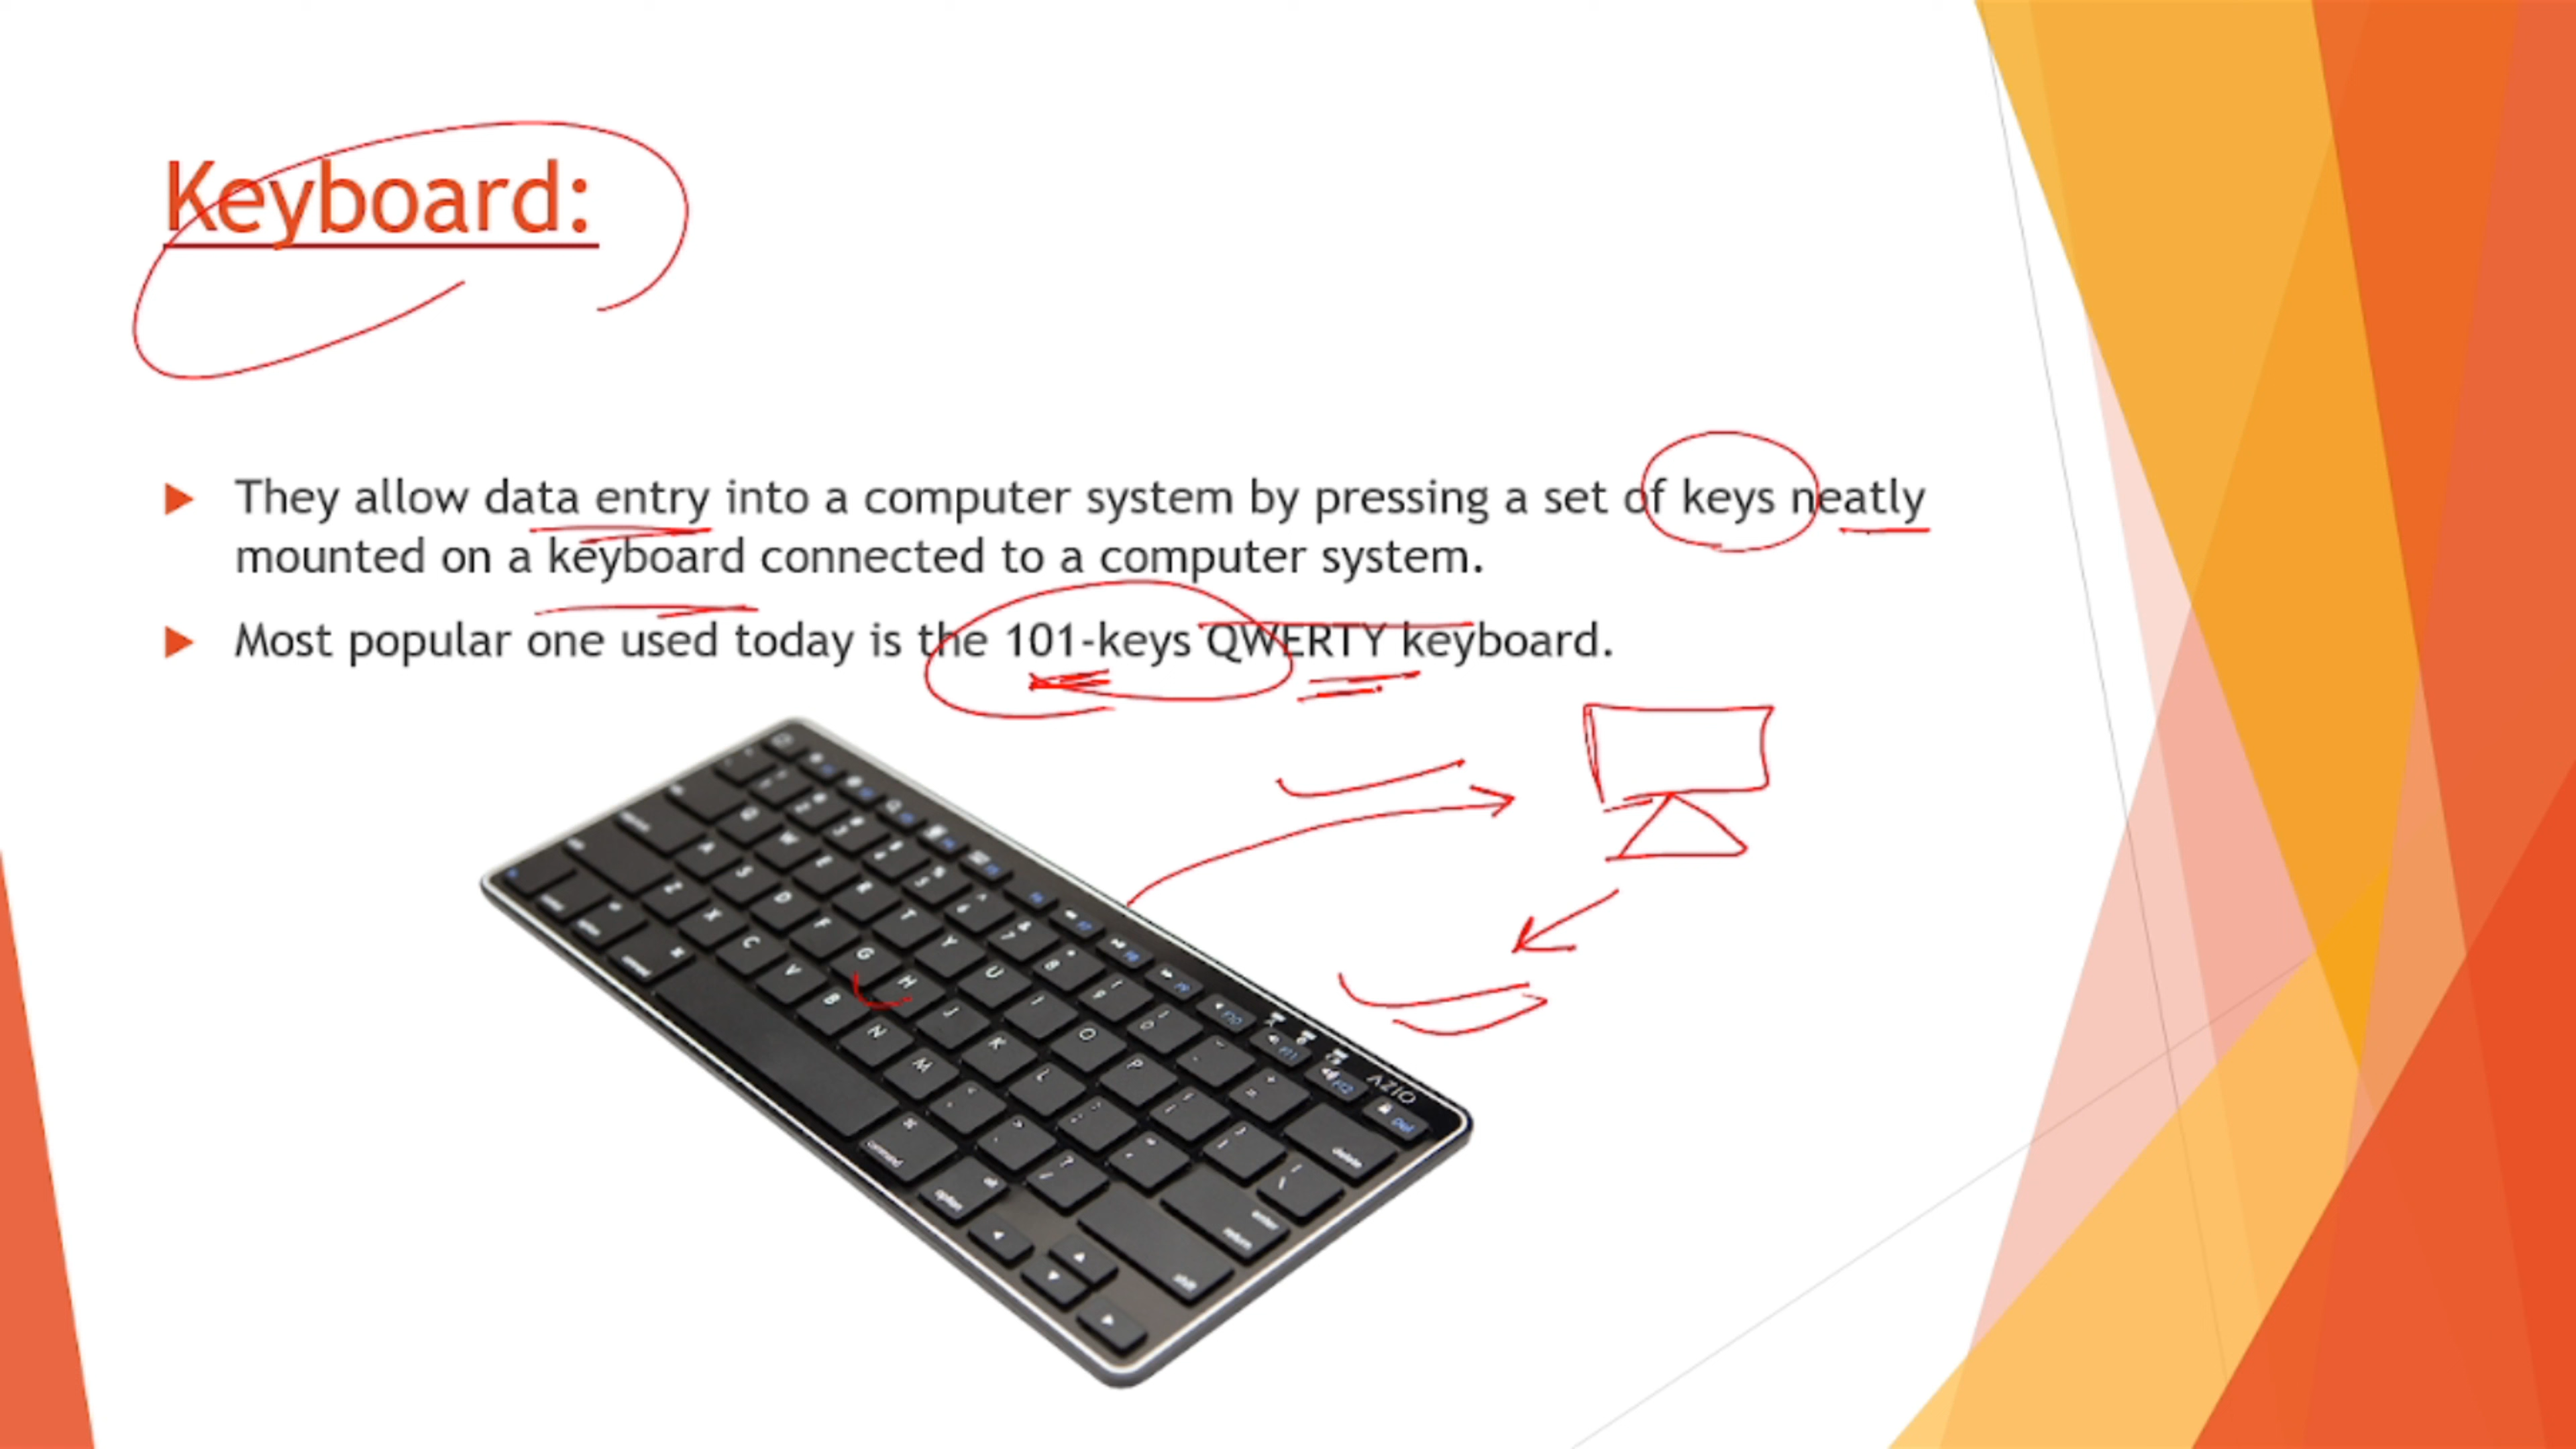 Keyboard:
They allow data entry into a computer system by pressing a set of keys neatly
mounted on a keyboard connected to a computer system.
Most popular one used today is the 101-keys QWERTY keyboard.
AZIO